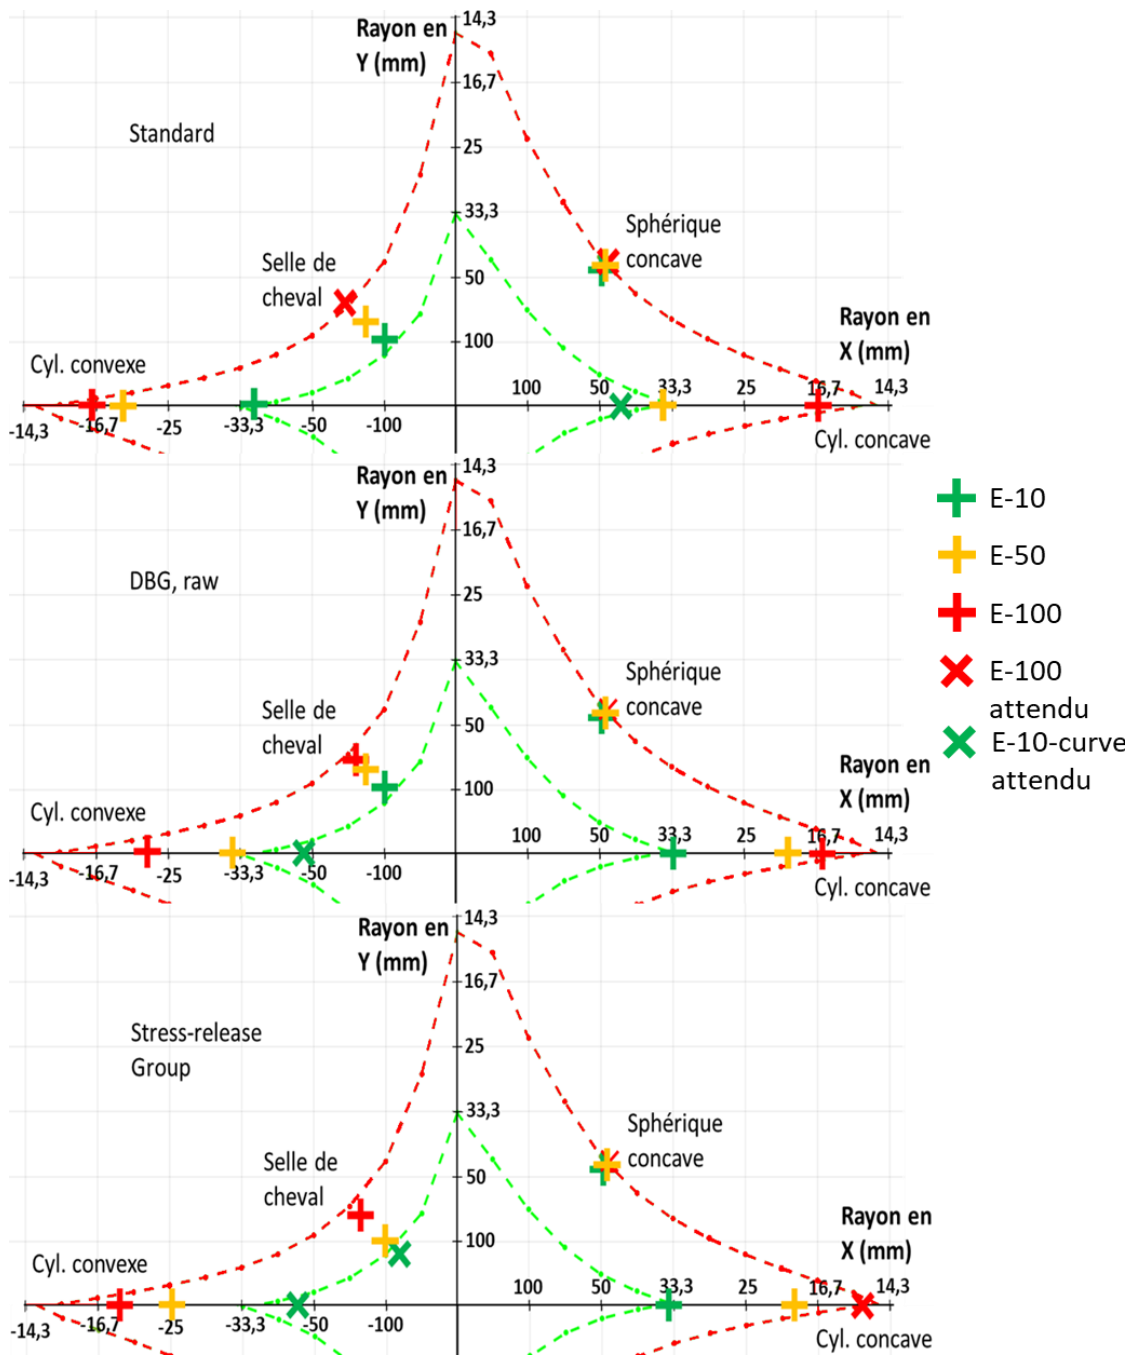 14,3
Rayon en
Y (mm)
16,7
Standard
25
33,3
Sphérique
concave
Selle de
cheval
50
Rayon en
X (mm)
100
Cyl. convexe
100
50
33,3
25
16,7
14,3
-14,3
-16,7
-25
-33,3
-50
-100
Cyl. concave
14,3
Rayon en
Y (mm)
16,7
DBG, raw
25
33,3
Sphérique
concave
Selle de
cheval
50
Rayon en
X (mm)
100
Cyl. convexe
100
50
33,3
25
16,7
14,3
-14,3
-16,7
-25
-33,3
-50
-100
Cyl. concave
E-10
E-50
E-100
E-100
attendu
E-10-curve
attendu
14,3
Rayon en
Y (mm)
16,7
Stress-release
Group
25
33,3
Sphérique
concave
Selle de
cheval
50
Rayon en
X (mm)
100
Cyl. convexe
100
50
33,3
25
16,7
14,3
-14,3
-16,7
-25
-33,3
-50
-100
Cyl. concave